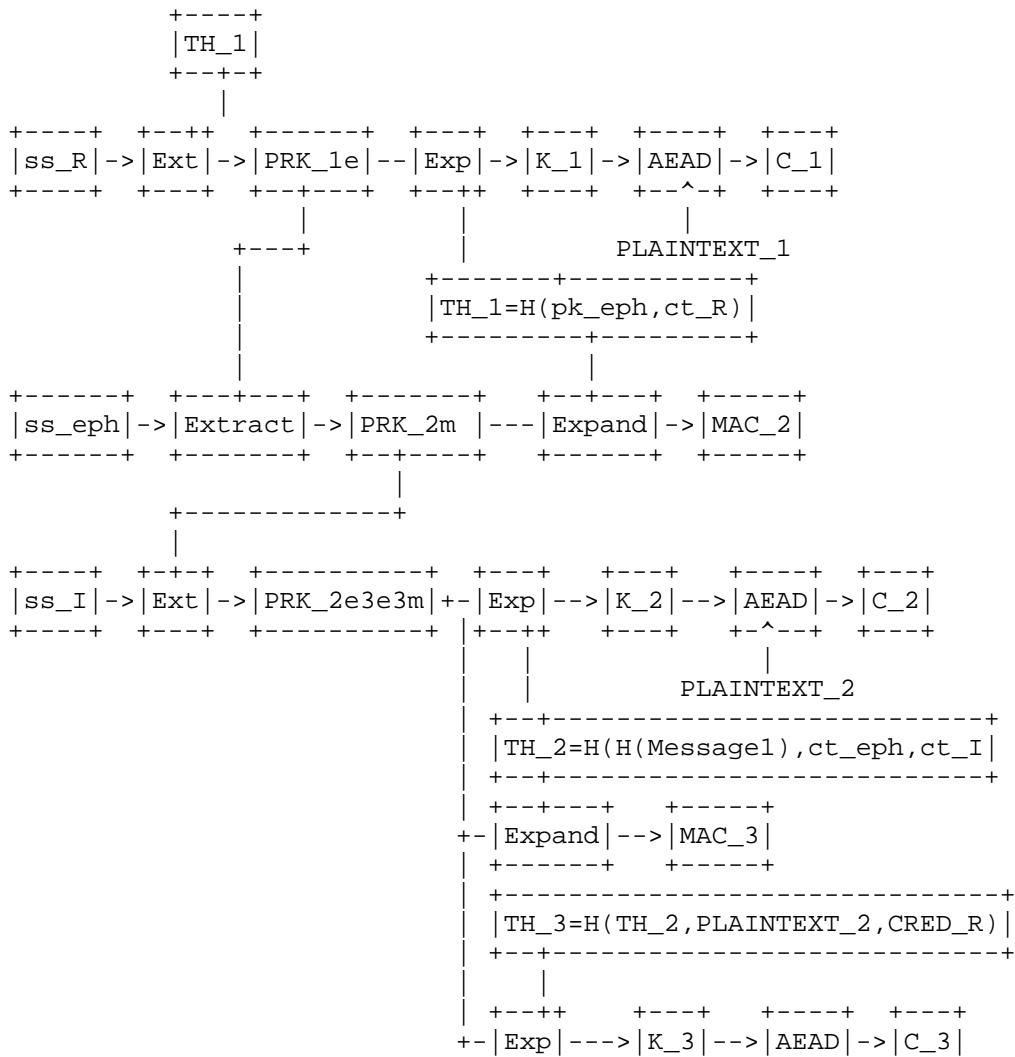 +----+
|TH_1|
+--+-+
|
+----+ +--++ +------+ +---+ +---+ +----+ +---+
|ss_R|->|Ext|->|PRK_1e|--|Exp|->|K_1|->|AEAD|->|C_1|
+----+ +---+ +--+---+ +--++ +---+ +--^-+ +---+
| | |
+---+ | PLAINTEXT_1
| +-------+-----------+
| |TH_1=H(pk_eph,ct_R)|
| +---------+---------+
| |
+------+ +---+---+ +-------+ +--+---+ +-----+
|ss_eph|->|Extract|->|PRK_2m |---|Expand|->|MAC_2|
+------+ +-------+ +--+----+ +------+ +-----+
|
+-------------+
|
+----+ +-+-+ +----------+ +---+ +---+ +----+ +---+
|ss_I|->|Ext|->|PRK_2e3e3m|+-|Exp|-->|K_2|-->|AEAD|->|C_2|
+----+ +---+ +----------+ |+--++ +---+ +-^--+ +---+
| | |
| | PLAINTEXT_2
| +--+---------------------------+
| |TH_2=H(H(Message1),ct_eph,ct_I|
| +--+---------------------------+
| +--+---+ +-----+
+-|Expand|-->|MAC_3|
| +------+ +-----+
| +-------------------------------+
| |TH_3=H(TH_2,PLAINTEXT_2,CRED_R)|
| +--+----------------------------+
| |
| +--++ +---+ +----+ +---+
+-|Exp|--->|K_3|-->|AEAD|->|C_3|